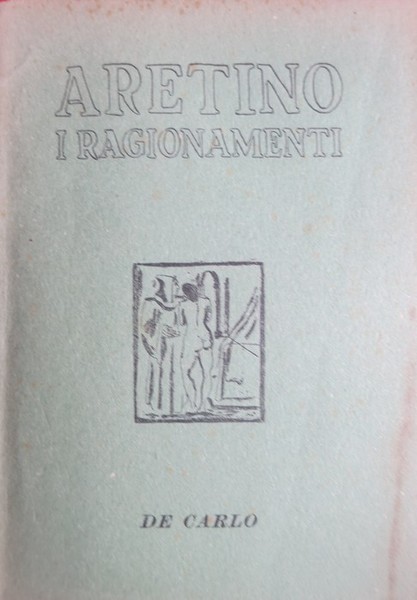 ARETINO
I RAGIONAMENTI
DE CARLO